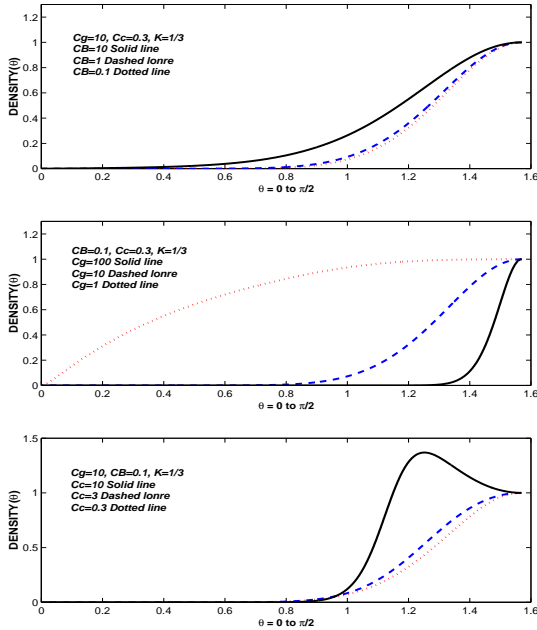 Cg=10, Cc=0.3, K=1/3
CB=10 Solid line
CB=1 Dashed lonre
CB=0.1 Dotted line
DENSITY(θ)
1.2
1
0.8
0.6
0.4
0.2
0
0 0.2 0.4 0.6 0.8 1 1.2 1.4 1.6
θ = 0 to π/2
CB=0.1, Cc=0.3, K=1/3
Cg=100 Solid line
Cg=10 Dashed lonre
Cg=1 Dotted line
DENSITY(θ)
1.2
1
0.8
0.6
0.4
0.2
0
0 0.2 0.4 0.6 0.8 1 1.2 1.4 1.6
θ = 0 to π/2
Cg=10, CB=0.1, K=1/3
Cc=10 Solid line
Cc=3 Dashed lonre
Cc=0.3 Dotted line
DENSITY(θ)
1.5
1
0.5
0
0 0.2 0.4 0.6 0.8 1 1.2 1.4 1.6
θ = 0 to π/2